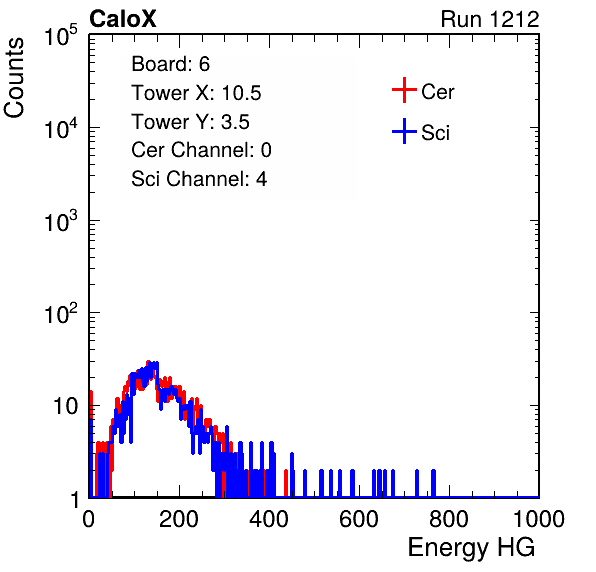 CaloX Run 1212
Counts
10^5
10^4
10^3
10^2
10
1
Board: 6
Tower X: 10.5
Tower Y: 3.5
Cer Channel: 0
Sci Channel: 4
Cer
Sci
0 200 400 600 800 1000
Energy HG